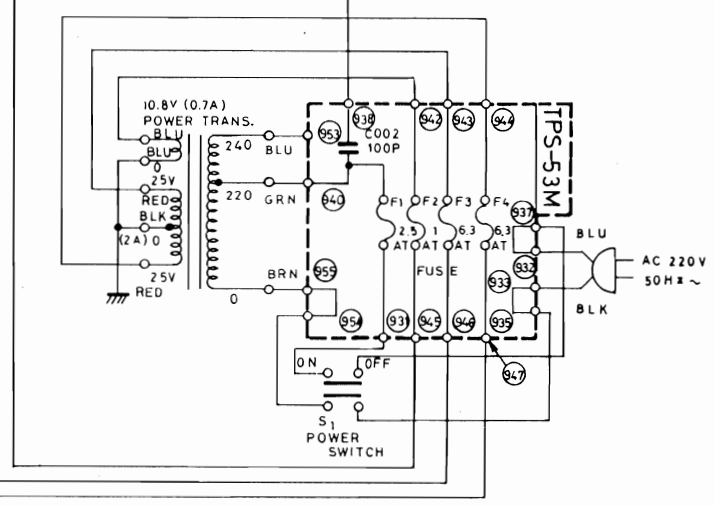 10.8V (0.7A)
POWER TRANS.
BLU
BLU
0
25V
RED
BLK
(2A) 0
25V
RED
240
BLU
220
GRN
BRN
0
953
938
C002
100P
940
942
943
944
TPS-53M
F1
F2
F3
F4
2.5
1
6.3
6.3
AT
AT
AT
AT
FUSE
937
932
933
BLU
BLK
AC 220V
50Hz ~
955
954
931
945
946
935
947
ON
OFF
S1
POWER
SWITCH